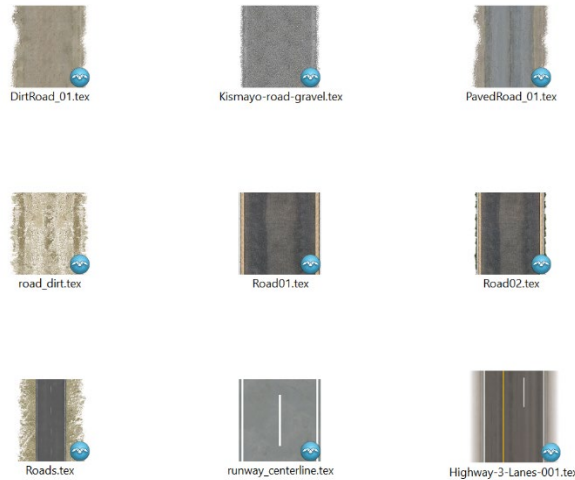 DirtRoad_01.tex
Kismayo-road-gravel.tex
PavedRoad_01.tex
road_dirt.tex
Road01.tex
Road02.tex
Roads.tex
runway_centerline.tex
Highway-3-Lanes-001.tex